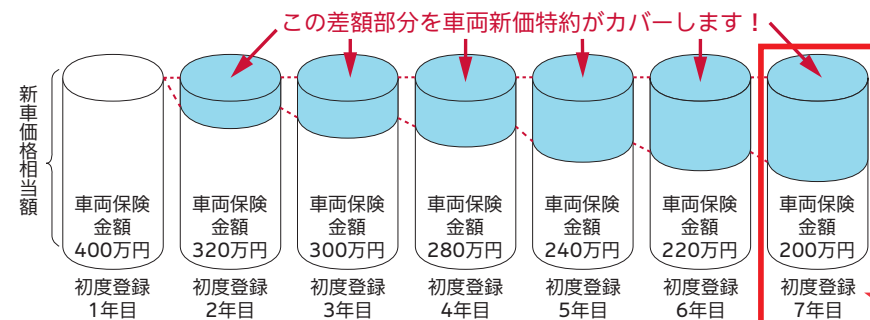 この差額部分を車両新価特約がカバーします！
新車価格相当額
車両保険
金額
400万円
初度登録
1年目
車両保険
金額
320万円
初度登録
2年目
車両保険
金額
300万円
初度登録
3年目
車両保険
金額
280万円
初度登録
4年目
車両保険
金額
240万円
初度登録
5年目
車両保険
金額
220万円
初度登録
6年目
車両保険
金額
200万円
初度登録
7年目